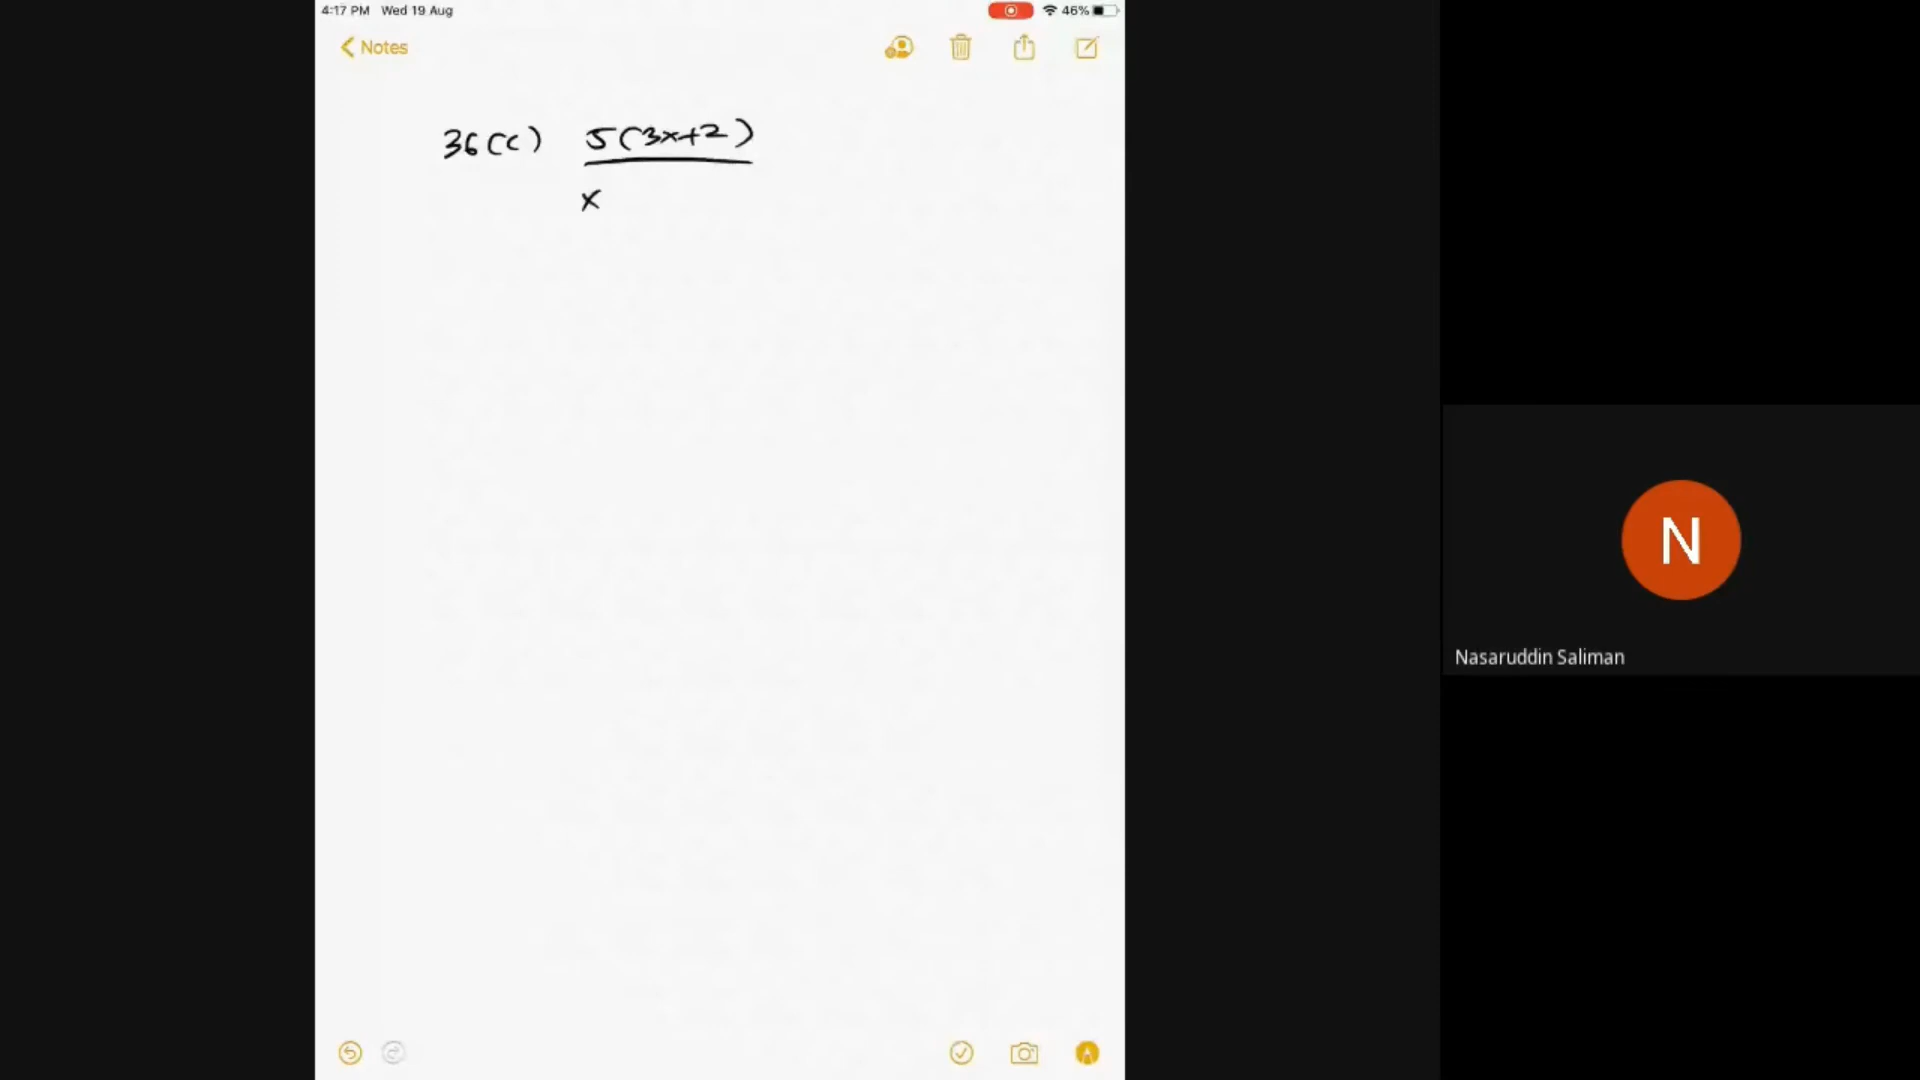 4:17 PM Wed 19 Aug
46%
Notes
36(c) 5(3x+2)
x
N
Nasaruddin Saliman